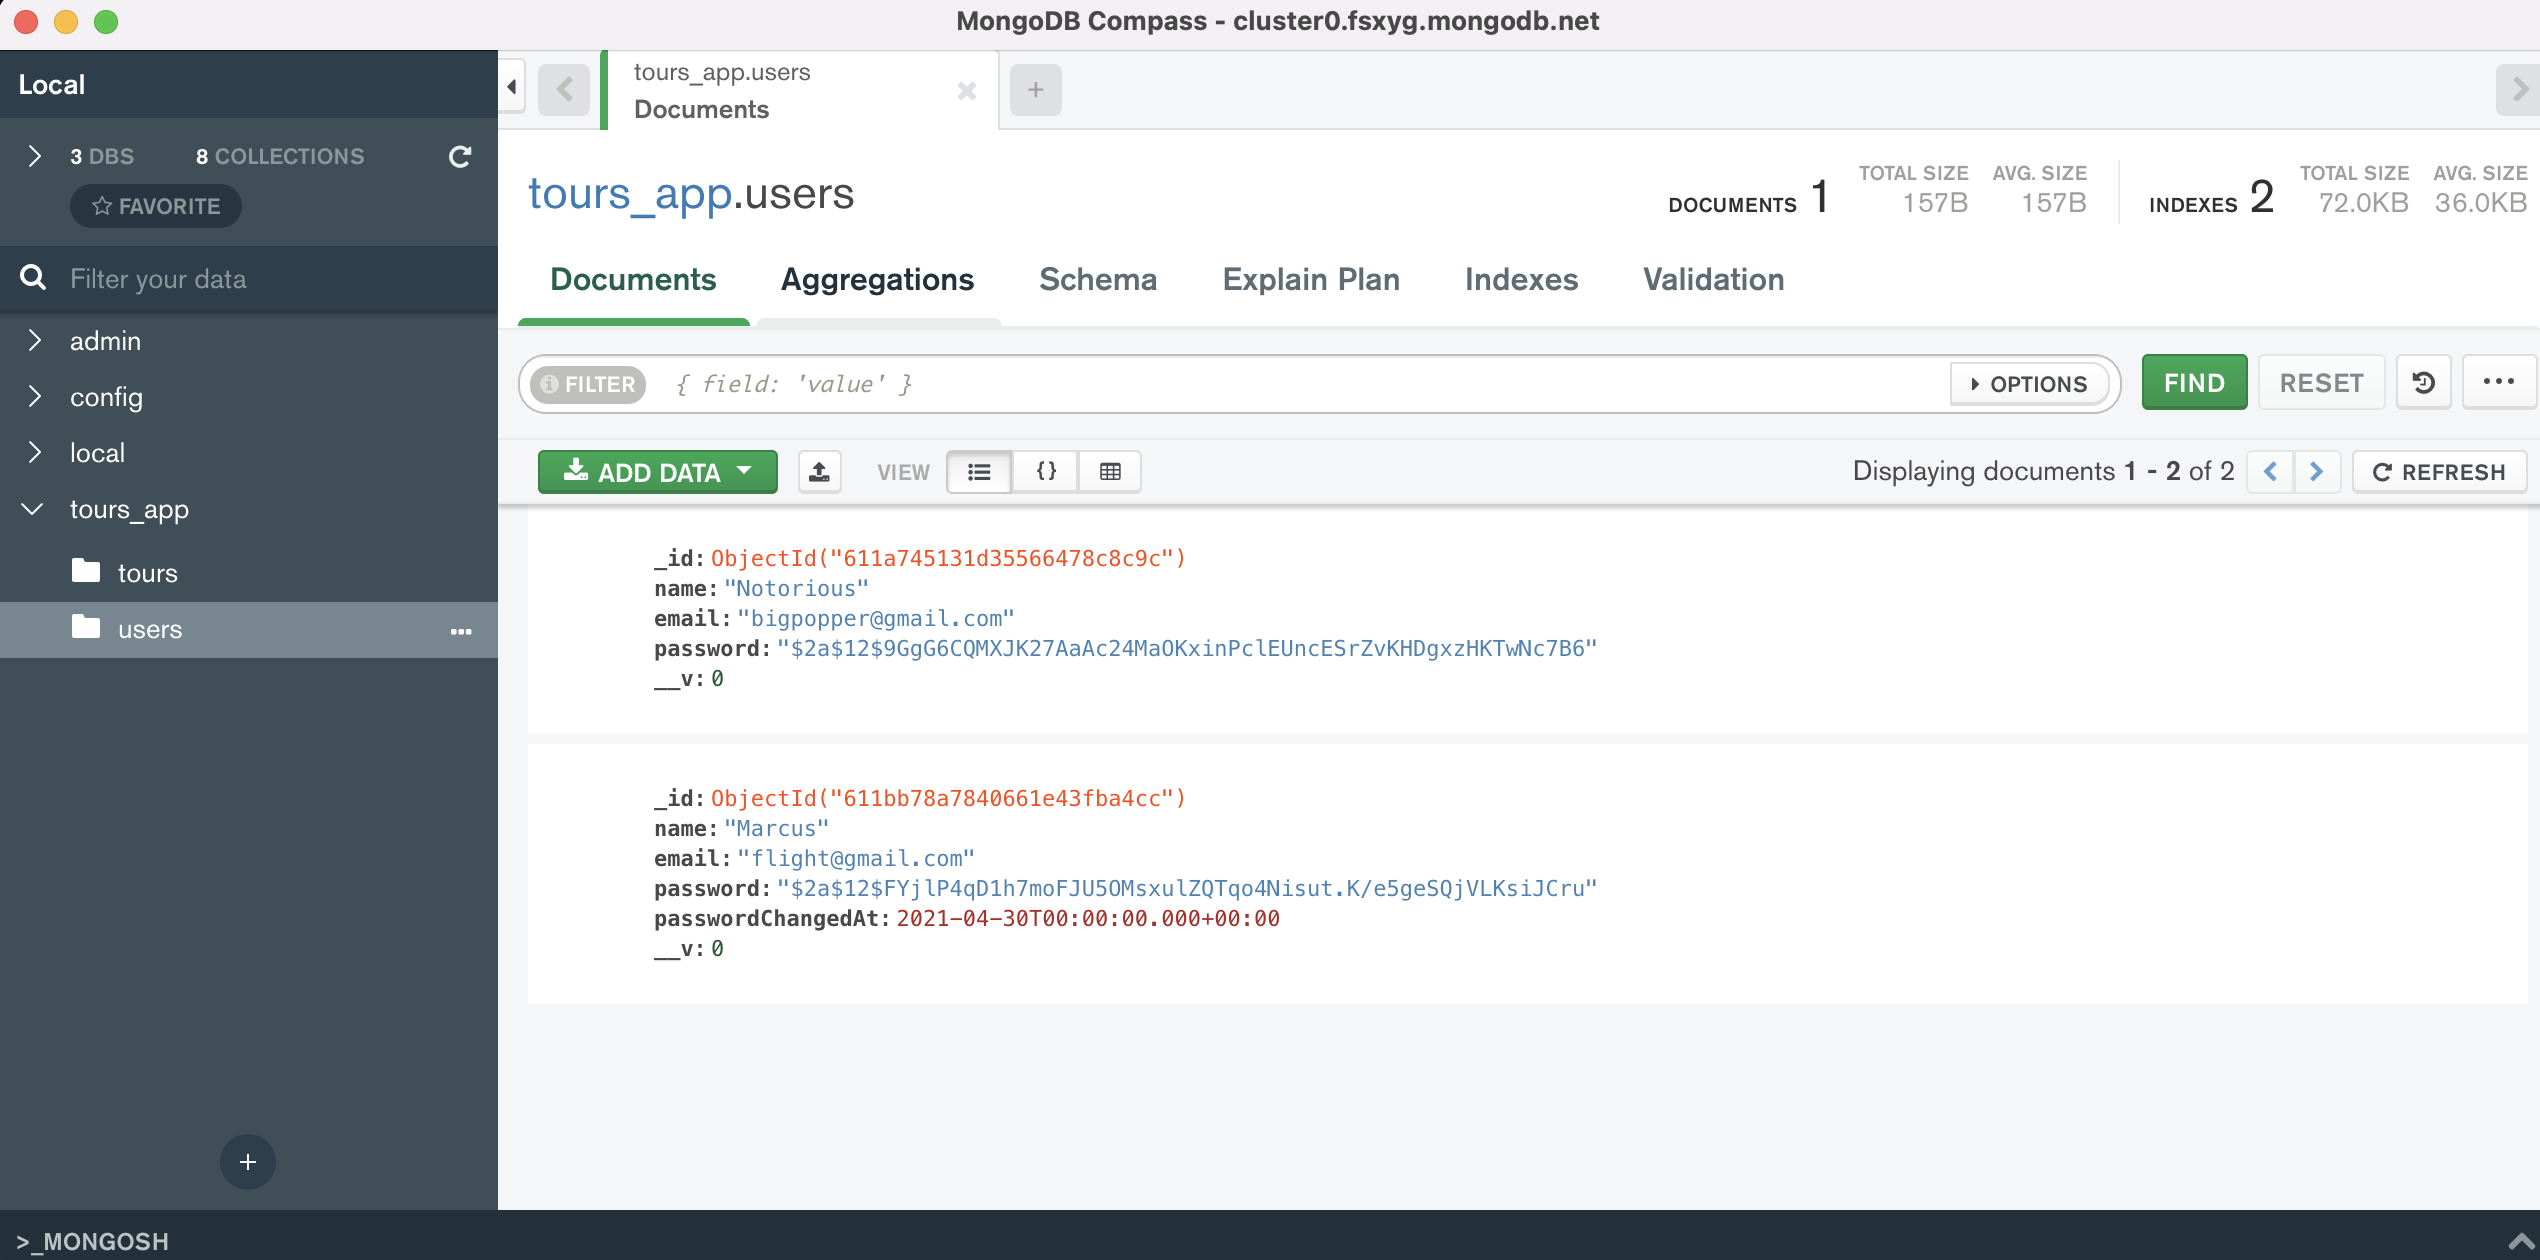 MongoDB Compass - cluster0.fsxyg.mongodb.net
Local
3 DBS 8 COLLECTIONS
FAVORITE
Filter your data
admin
config
local
tours_app
tours
users
tours_app.users
Documents
tours_app.users
DOCUMENTS 1 TOTAL SIZE 157B AVG. SIZE 157B
INDEXES 2 TOTAL SIZE 72.0KB AVG. SIZE 36.0KB
Documents Aggregations Schema Explain Plan Indexes Validation
FILTER { field: 'value' } OPTIONS FIND RESET
ADD DATA VIEW Displaying documents 1 - 2 of 2 REFRESH
_id: ObjectId("611a745131d35566478c8c9c")
name: "Notorious"
email: "bigpopper@gmail.com"
password: "$2a$12$9GgG6CQMXJK27AaAc24MaOKxinPclEUncESrZvKHDgxzHKTwNc7B6"
__v: 0
_id: ObjectId("611bb78a7840661e43fba4cc")
name: "Marcus"
email: "flight@gmail.com"
password: "$2a$12$FYjlP4qD1h7moFJU5OMsxulZQTqo4Nisut.K/e5geSQjVLKsiJCru"
passwordChangedAt: 2021-04-30T00:00:00.000+00:00
__v: 0
>_MONGOSH